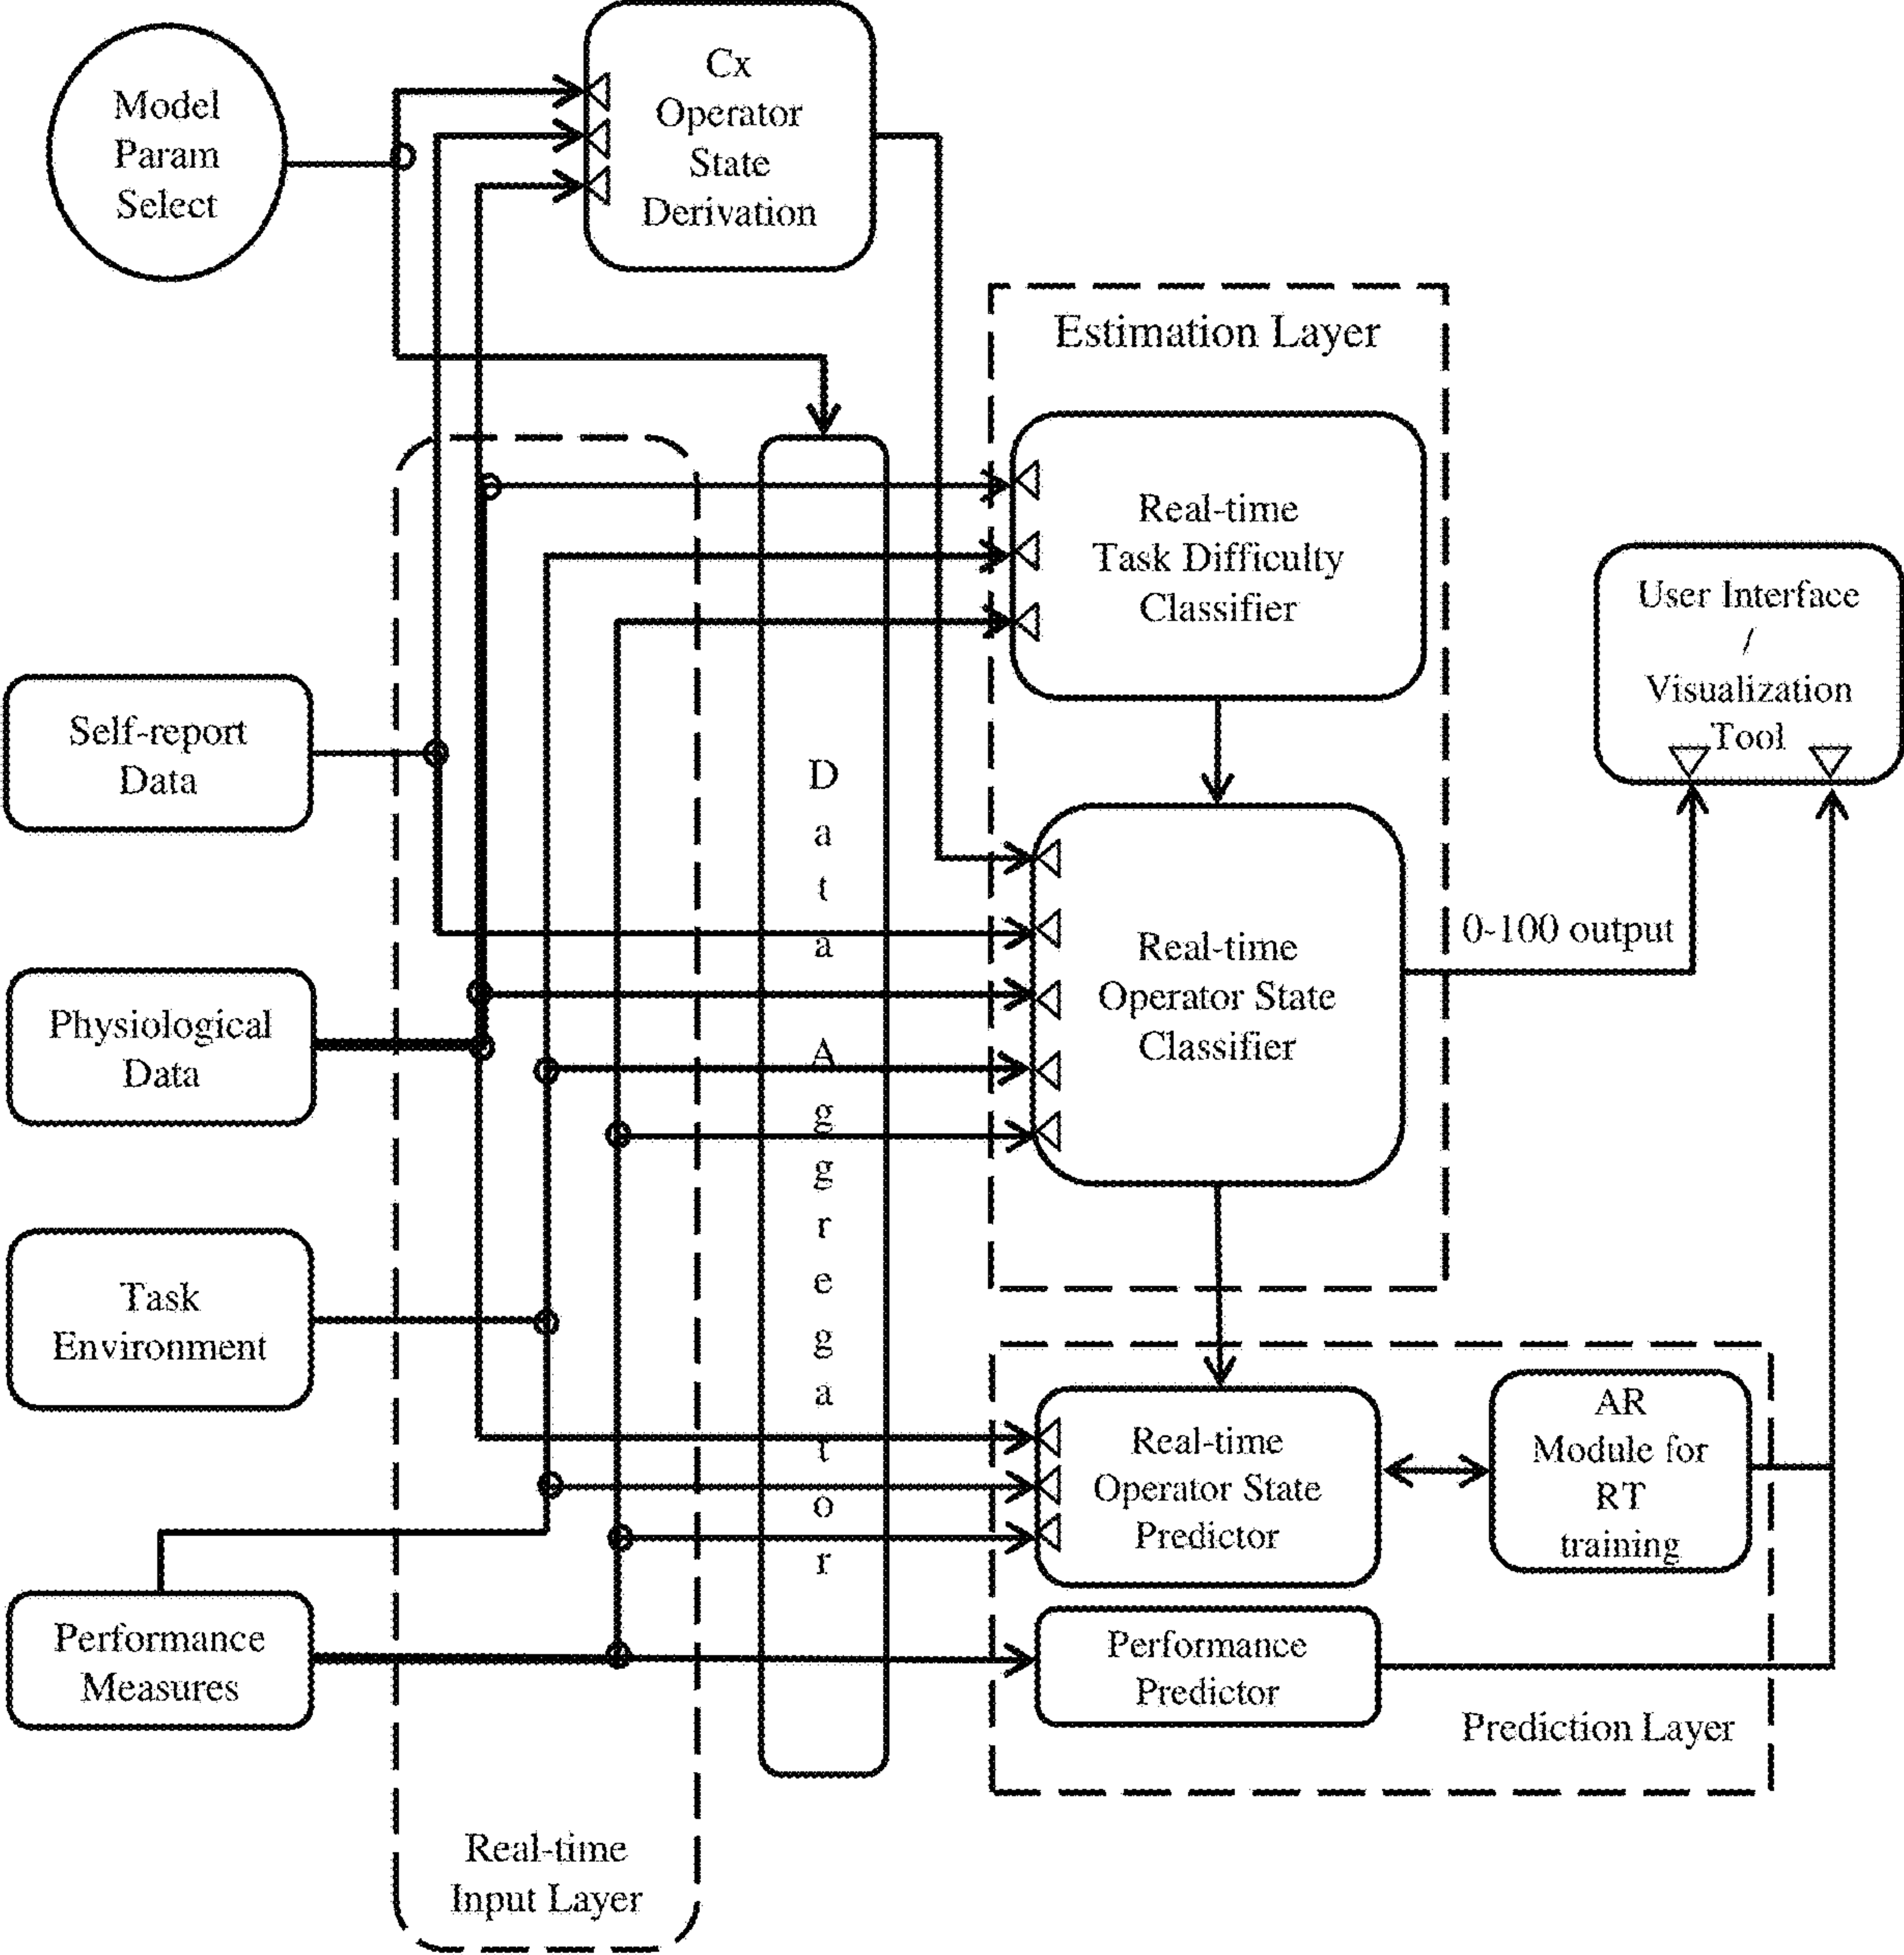 Model
Param
Select
Cx
Operator
State
Derivation
Estimation Layer
Real-time
Task Difficulty
Classifier
User Interface
/
Visualization
Tool
Self-report
Data
Physiological
Data
Task
Environment
Performance
Measures
D
a
t
a
A
g
g
r
e
g
a
t
o
r
Real-time
Operator State
Classifier
0-100 output
Real-time
Operator State
Predictor
AR
Module for
RT
training
Performance
Predictor
Prediction Layer
Real-time
Input Layer